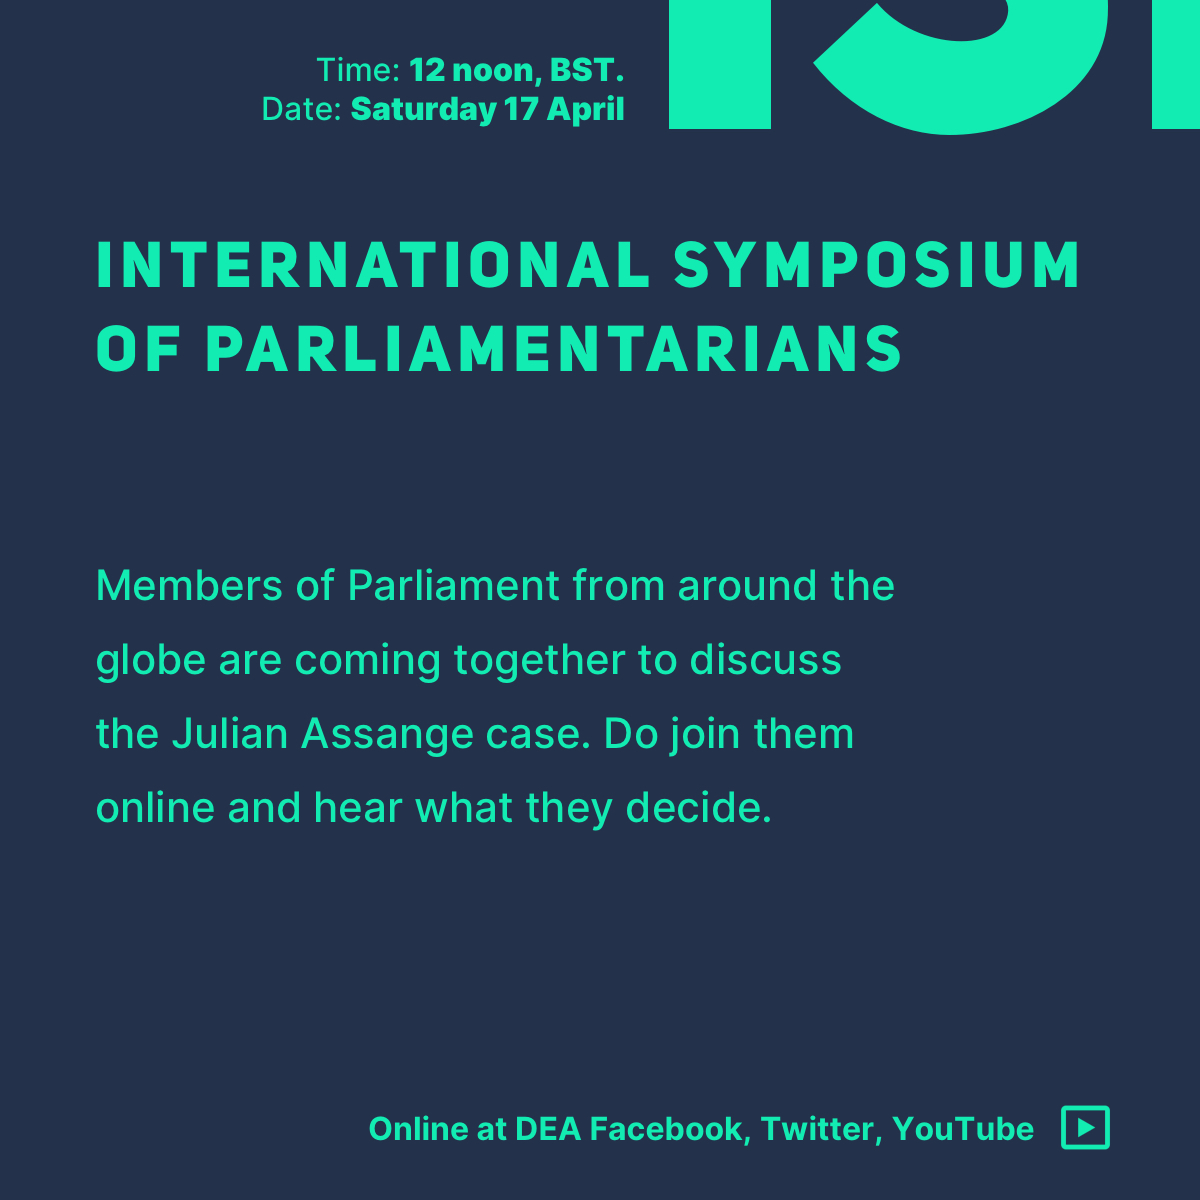 Time: 12 noon, BST.
Date: Saturday 17 April
INTERNATIONAL SYMPOSIUM
OF PARLIAMENTARIANS
Members of Parliament from around the
globe are coming together to discuss
the Julian Assange case. Do join them
online and hear what they decide.
Online at DEA Facebook, Twitter, YouTube